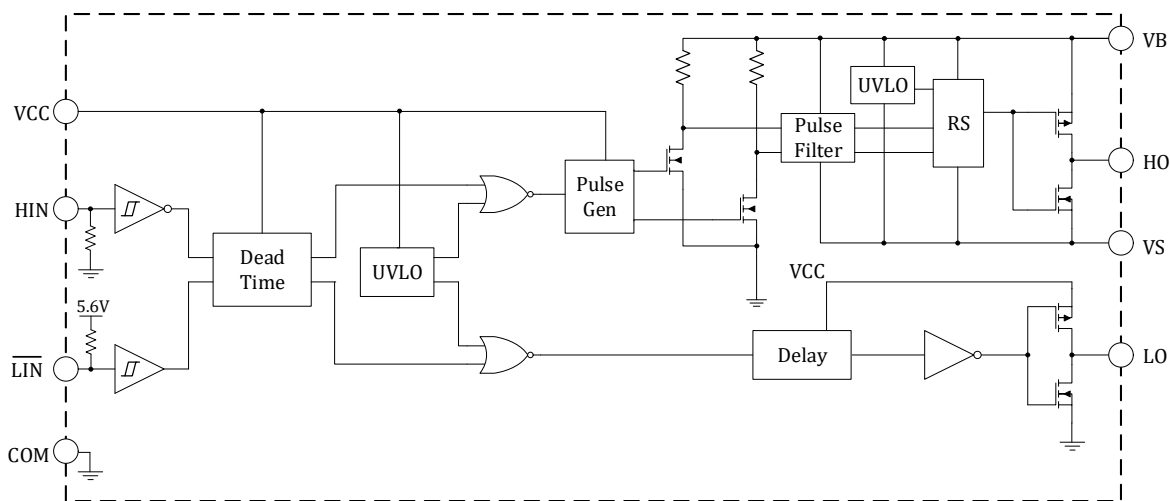 VB
UVLO
VCC
RS
Pulse
Filter
HO
HIN
Pulse
Gen
Dead
Time
UVLO
VS
VCC
5.6V
LIN
Delay
LO
COM